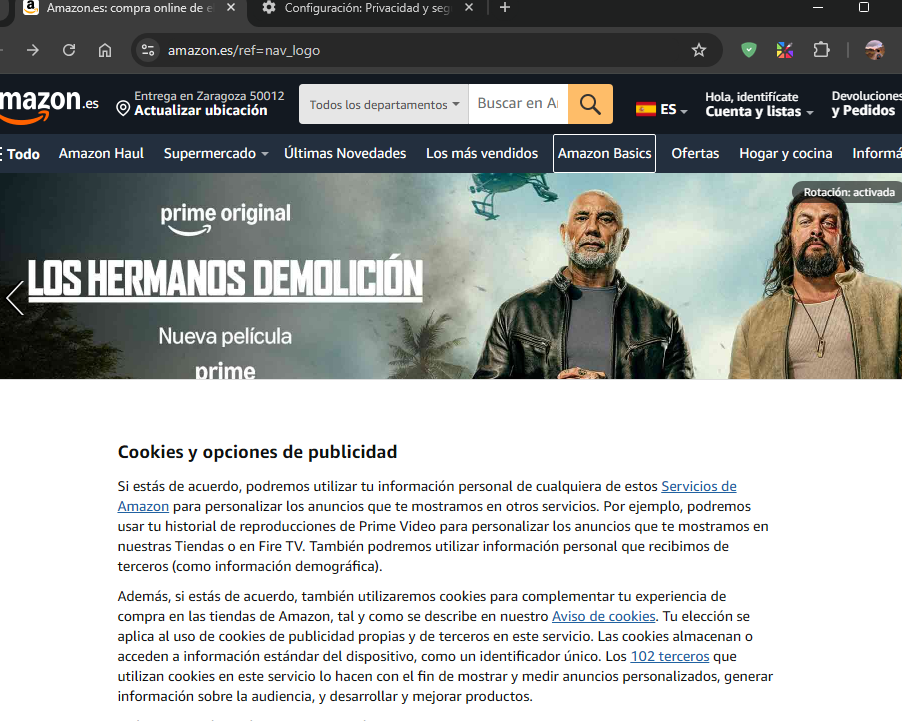 Amazon.es: compra online de e
Configuración: Privacidad y seg
amazon.es/ref=nav_logo
mazon.es
Entrega en Zaragoza 50012
Actualizar ubicación
Todos los departamentos
Buscar en A
ES
Hola, identifícate
Cuenta y listas
Devoluciones
y Pedidos
Todo
Amazon Haul
Supermercado
Últimas Novedades
Los más vendidos
Amazon Basics
Ofertas
Hogar y cocina
Informá
Rotación: activada
prime original
LOS HERMANOS DEMOLICIÓN
Nueva película
prime
Cookies y opciones de publicidad
Si estás de acuerdo, podremos utilizar tu información personal de cualquiera de estos Servicios de
Amazon para personalizar los anuncios que te mostramos en otros servicios. Por ejemplo, podremos
usar tu historial de reproducciones de Prime Video para personalizar los anuncios que te mostramos en
nuestras Tiendas o en Fire TV. También podremos utilizar información personal que recibimos de
terceros (como información demográfica).
Además, si estás de acuerdo, también utilizaremos cookies para complementar tu experiencia de
compra en las tiendas de Amazon, tal y como se describe en nuestro Aviso de cookies. Tu elección se
aplica al uso de cookies de publicidad propias y de terceros en este servicio. Las cookies almacenan o
acceden a información estándar del dispositivo, como un identificador único. Los 102 terceros que
utilizan cookies en este servicio lo hacen con el fin de mostrar y medir anuncios personalizados, generar
información sobre la audiencia, y desarrollar y mejorar productos.